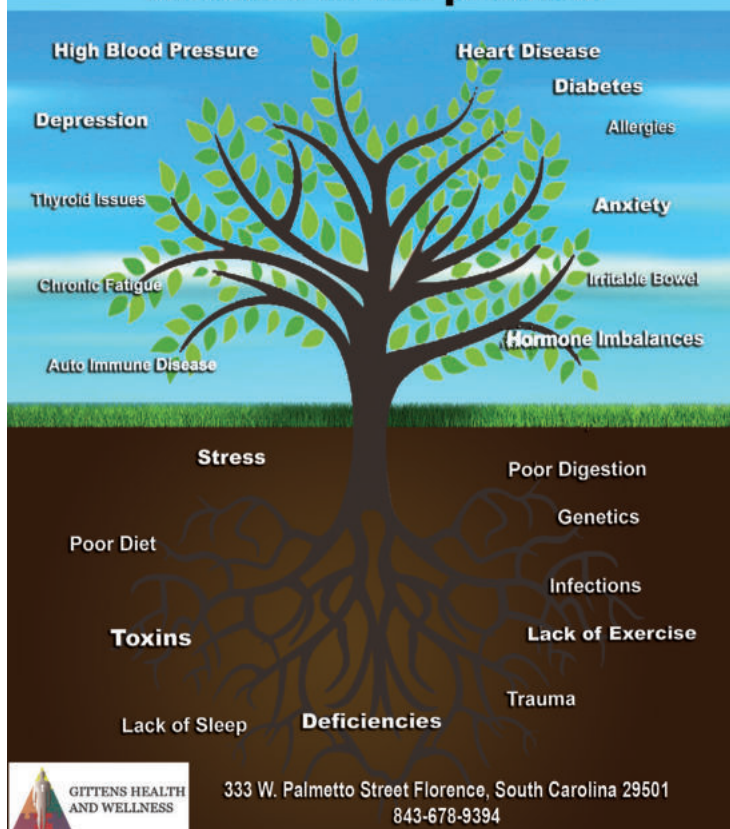 High Blood Pressure
Heart Disease
Diabetes
Depression
Allergies
Thyroid Issues
Anxiety
Chronic Fatigue
Irritable Bowel
Hormone Imbalances
Auto Immune Disease
Stress
Poor Digestion
Genetics
Poor Diet
Infections
Toxins
Lack of Exercise
Trauma
Lack of Sleep
Deficiencies
GITTENS HEALTH
AND WELLNESS
333 W. Palmetto Street Florence, South Carolina 29501
843-678-9394